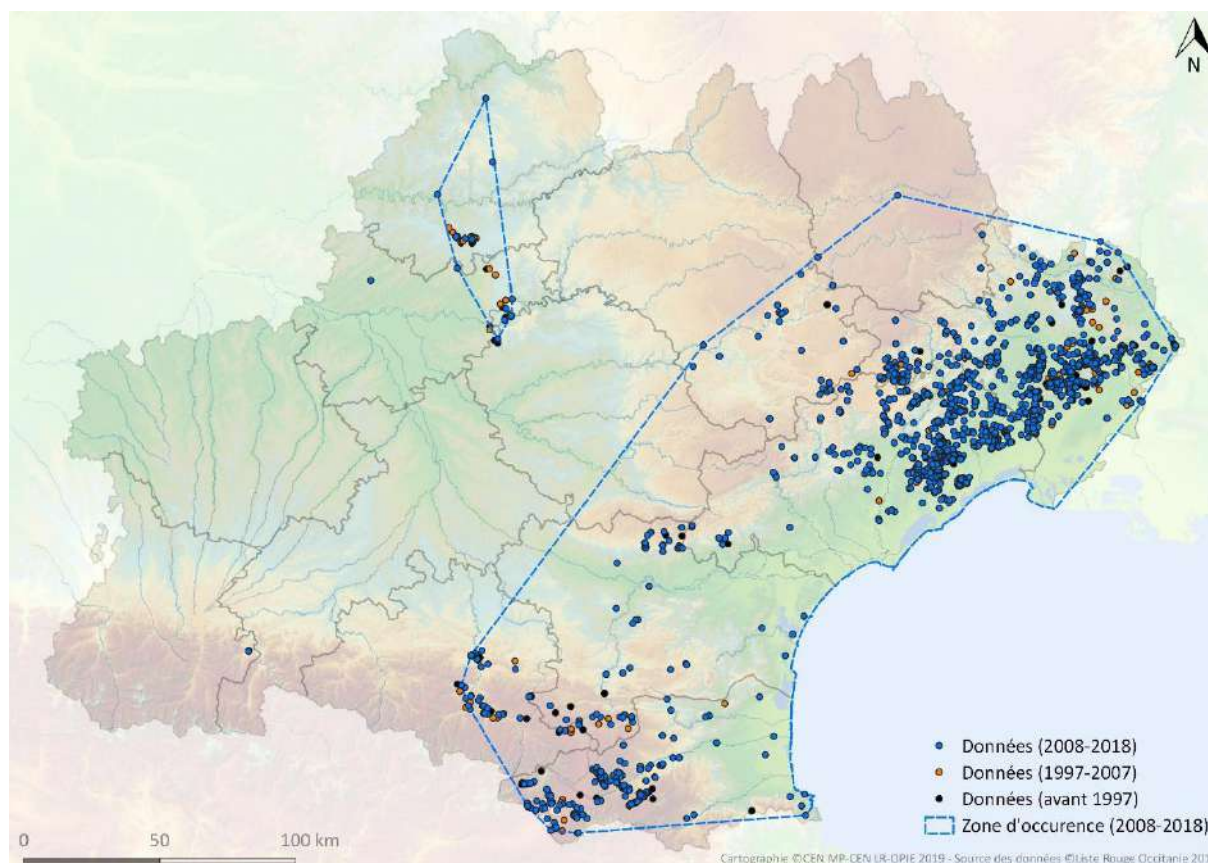 N
Données (2008-2018)
Données (1997-2007)
Données (avant 1997)
Zone d'occurence (2008-2018)
0 50 100 km
Cartographie ©CEN MP-CEN LR-OPIE 2019 - Source des données ©Liste Rouge Occitanie